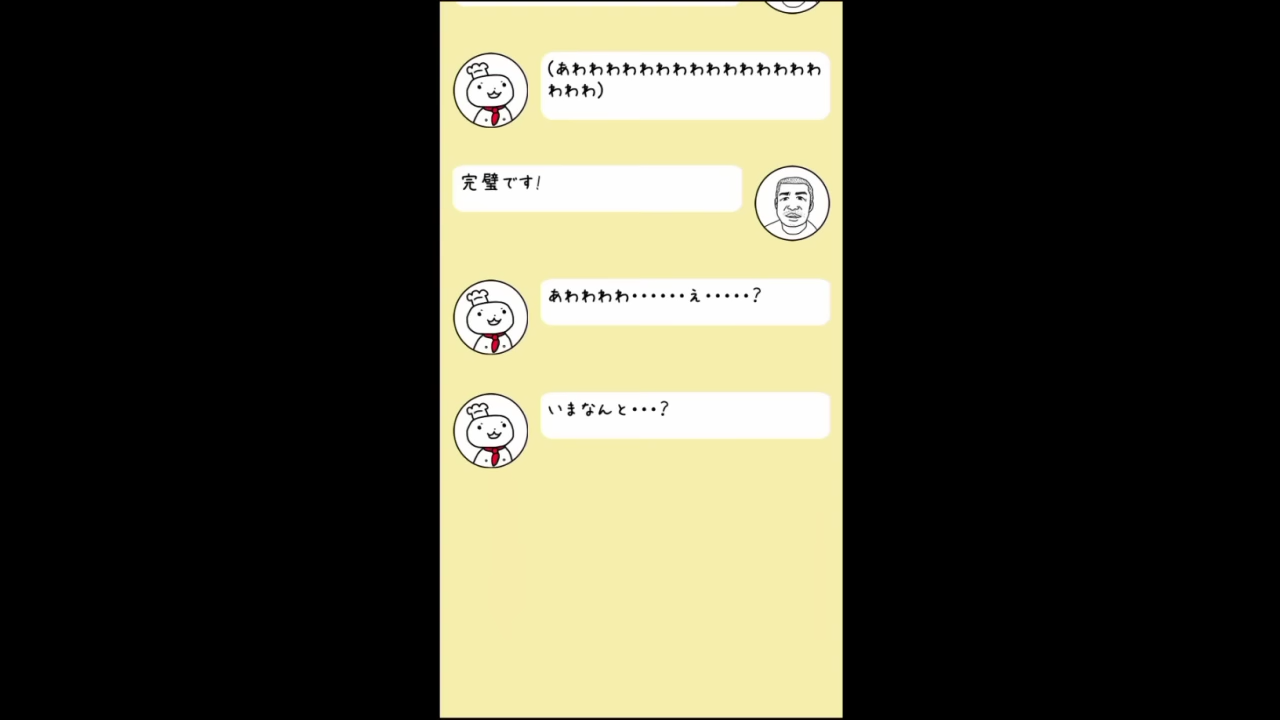 (あわわわわわわわわわわわわわわわ
わわわ)
完璧です!
あわわわわ・・・・・・え・・・・・?
いまなんと・・・?